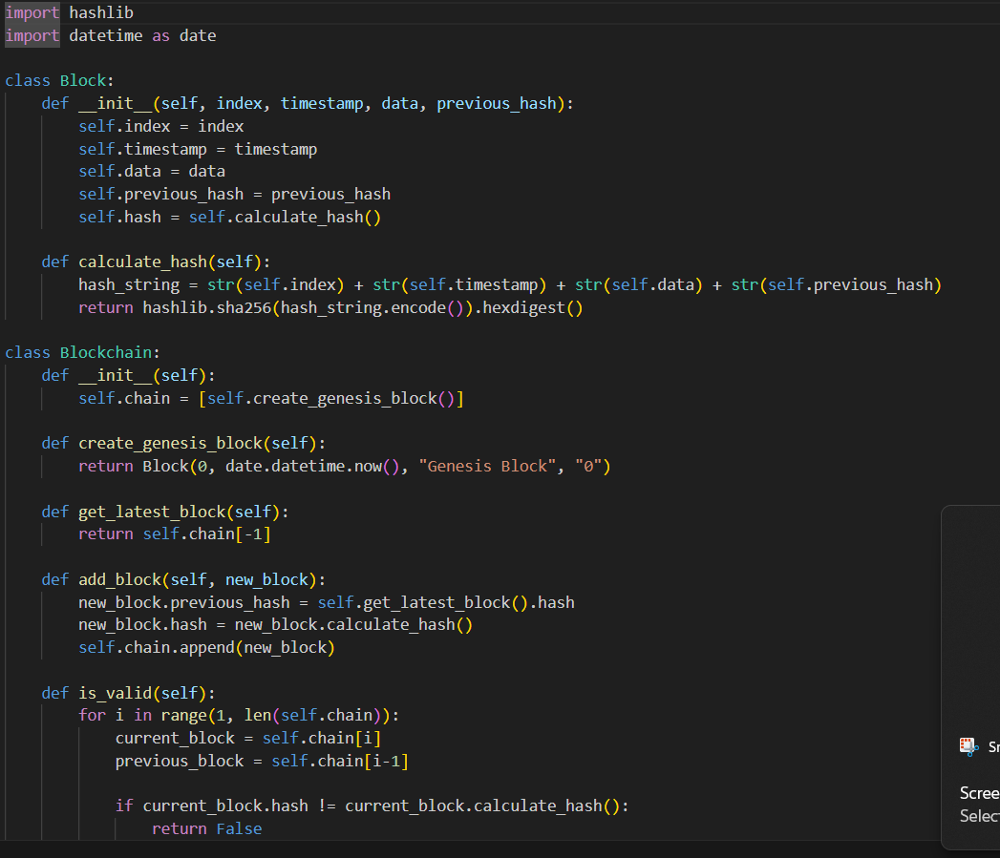 import hashlib
import datetime as date

class Block:
    def __init__(self, index, timestamp, data, previous_hash):
        self.index = index
        self.timestamp = timestamp
        self.data = data
        self.previous_hash = previous_hash
        self.hash = self.calculate_hash()

    def calculate_hash(self):
        hash_string = str(self.index) + str(self.timestamp) + str(self.data) + str(self.previous_hash)
        return hashlib.sha256(hash_string.encode()).hexdigest()

class Blockchain:
    def __init__(self):
        self.chain = [self.create_genesis_block()]

    def create_genesis_block(self):
        return Block(0, date.datetime.now(), "Genesis Block", "0")

    def get_latest_block(self):
        return self.chain[-1]

    def add_block(self, new_block):
        new_block.previous_hash = self.get_latest_block().hash
        new_block.hash = new_block.calculate_hash()
        self.chain.append(new_block)

    def is_valid(self):
        for i in range(1, len(self.chain)):
            current_block = self.chain[i]
            previous_block = self.chain[i-1]

            if current_block.hash != current_block.calculate_hash():
                return False